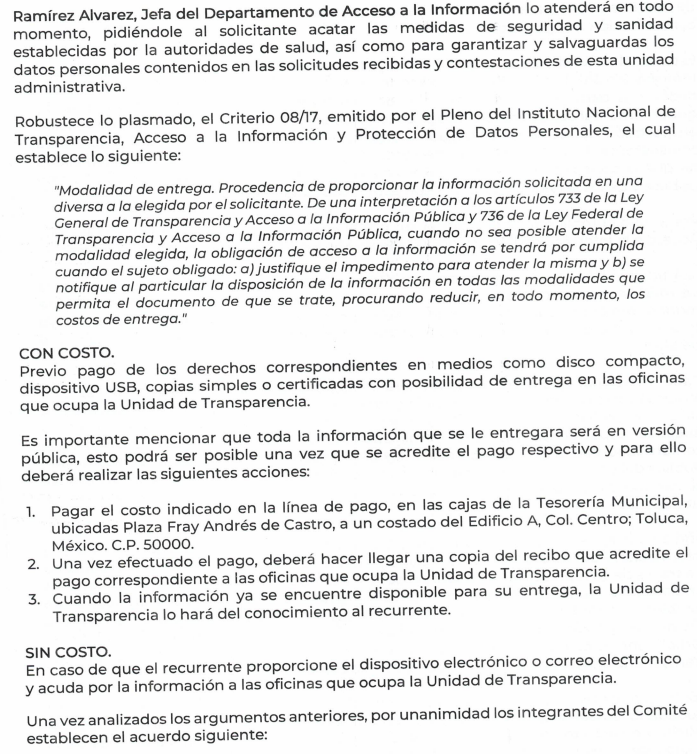 Ramírez Alvarez, Jefa del Departamento de Acceso a la Información lo atenderá en todo
momento, pidiéndole al solicitante acatar las medidas de seguridad y sanidad
establecidas por la autoridades de salud, así como para garantizar y salvaguardas los
datos personales contenidos en las solicitudes recibidas y contestaciones de esta unidad
administrativa.
Robustece lo plasmado, el Criterio 08/17, emitido por el Pleno del Instituto Nacional de
Transparencia, Acceso a la Información y Protección de Datos Personales, el cual
establece lo siguiente:
"Modalidad de entrega. Procedencia de proporcionar la información solicitada en una
diversa a la elegida por el solicitante. De una interpretación a los artículos 733 de la Ley
General de Transparencia y Acceso a la Información Pública y 736 de la Ley Federal de
Transparencia y Acceso a la Información Pública, cuando no sea posible atender la
modalidad elegida, la obligación de acceso a la información se tendrá por cumplida
cuando el sujeto obligado: a) justifique el impedimento para atender la misma y b) se
notifique al particular la disposición de la información en todas las modalidades que
permita el documento de que se trate, procurando reducir, en todo momento, los
costos de entrega."
CON COSTO.
Previo pago de los derechos correspondientes en medios como disco compacto,
dispositivo USB, copias simples o certificadas con posibilidad de entrega en las oficinas
que ocupa la Unidad de Transparencia.
Es importante mencionar que toda la información que se le entregara será en versión
pública, esto podrá ser posible una vez que se acredite el pago respectivo y para ello
deberá realizar las siguientes acciones:
1. Pagar el costo indicado en la línea de pago, en las cajas de la Tesorería Municipal,
ubicadas Plaza Fray Andrés de Castro, a un costado del Edificio A, Col. Centro; Toluca,
México. C.P. 50000.
2. Una vez efectuado el pago, deberá hacer llegar una copia del recibo que acredite el
pago correspondiente a las oficinas que ocupa la Unidad de Transparencia.
3. Cuando la información ya se encuentre disponible para su entrega, la Unidad de
Transparencia lo hará del conocimiento al recurrente.
SIN COSTO.
En caso de que el recurrente proporcione el dispositivo electrónico o correo electrónico
y acuda por la información a las oficinas que ocupa la Unidad de Transparencia.
Una vez analizados los argumentos anteriores, por unanimidad los integrantes del Comité
establecen el acuerdo siguiente: